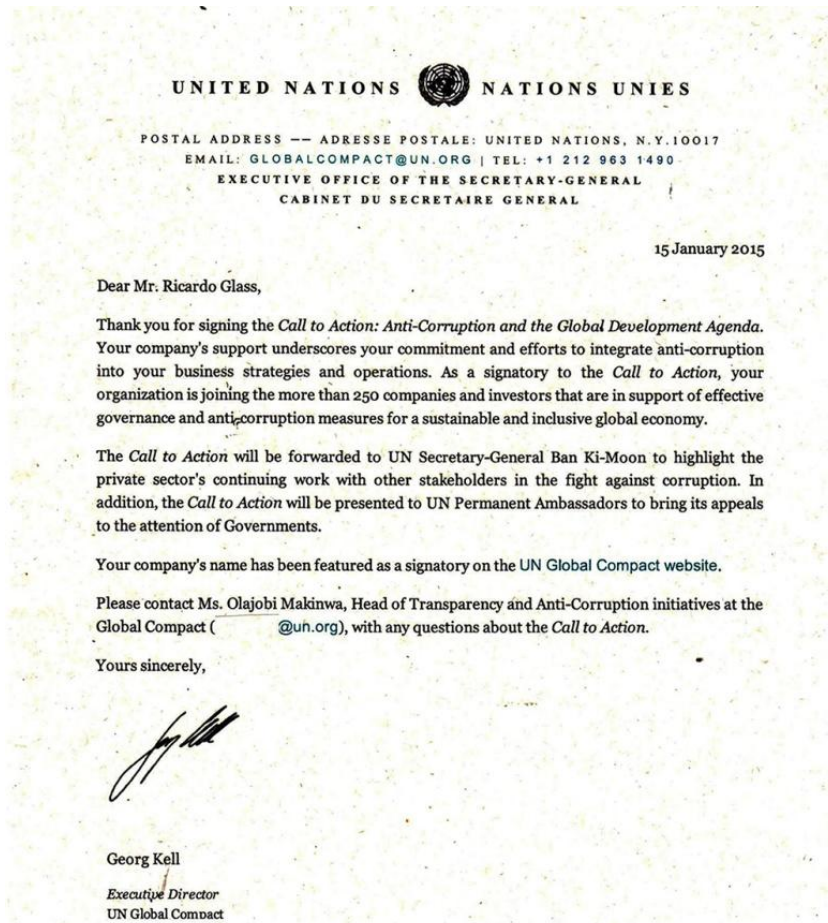 UNITED NATIONS NATIONS UNIES
POSTAL ADDRESS —— ADRESSE POSTALE: UNITED NATIONS, N.Y.10017
EMAIL: GLOBALCOMPACT@UN.ORG | TEL: +1 212 963 1490
EXECUTIVE OFFICE OF THE SECRETARY-GENERAL
CABINET DU SECRETAIRE GENERAL
15 January 2015
Dear Mr. Ricardo Glass,
Thank you for signing the Call to Action: Anti-Corruption and the Global Development Agenda.
Your company's support underscores your commitment and efforts to integrate anti-corruption
into your business strategies and operations. As a signatory to the Call to Action, your
organization is joining the more than 250 companies and investors that are in support of effective
governance and anti-corruption measures for a sustainable and inclusive global economy.
The Call to Action will be forwarded to UN Secretary-General Ban Ki-Moon to highlight the
private sector's continuing work with other stakeholders in the fight against corruption. In
addition, the Call to Action will be presented to UN Permanent Ambassadors to bring its appeals
to the attention of Governments.
Your company's name has been featured as a signatory on the UN Global Compact website.
Please contact Ms. Olajobi Makinwa, Head of Transparency and Anti-Corruption initiatives at the
Global Compact ( @un.org), with any questions about the Call to Action.
Yours sincerely,
Georg Kell
Executive Director
UN Global Compact